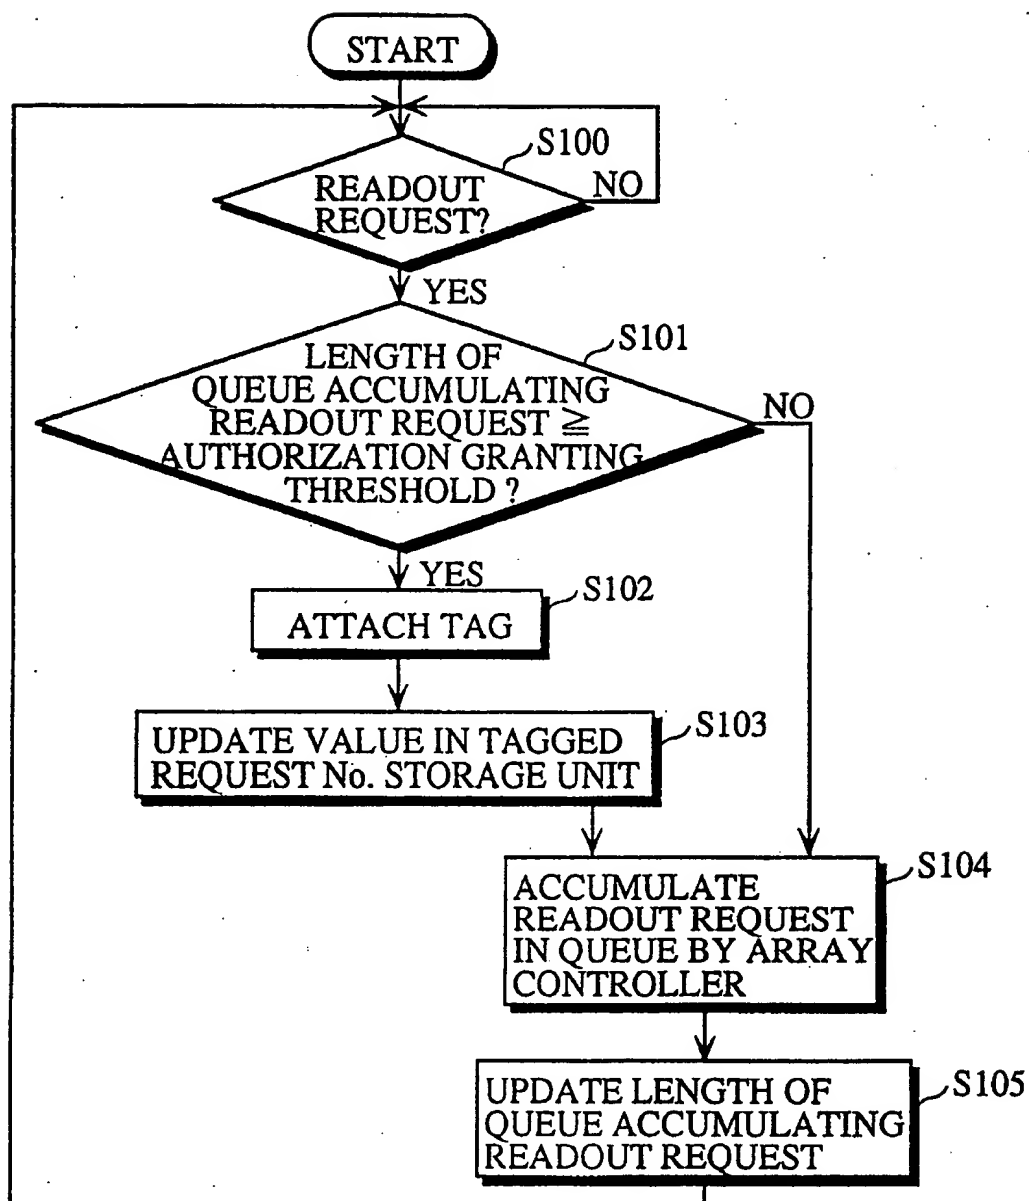 START
S100
READOUT
REQUEST?
NO
YES
S101
LENGTH OF
QUEUE ACCUMULATING
READOUT REQUEST ≧
AUTHORIZATION GRANTING
THRESHOLD ?
NO
YES
S102
ATTACH TAG
S103
UPDATE VALUE IN TAGGED
REQUEST No. STORAGE UNIT
S104
ACCUMULATE
READOUT REQUEST
IN QUEUE BY ARRAY
CONTROLLER
S105
UPDATE LENGTH OF
QUEUE ACCUMULATING
READOUT REQUEST